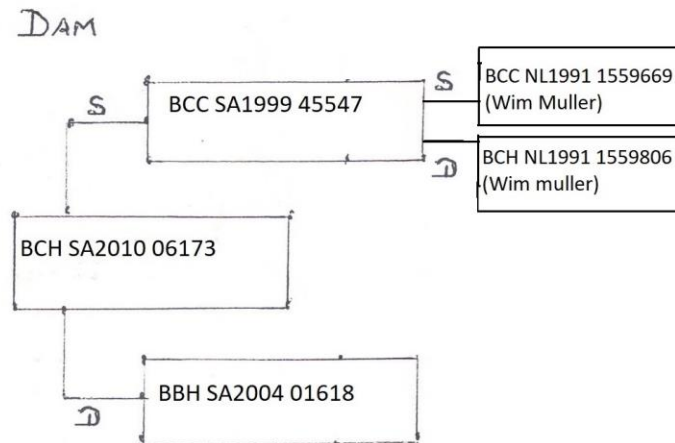 DAM
S
BCC SA1999 45547
S
BCC NL1991 1559669
(Wim Muller)
D
BCH NL1991 1559806
(Wim muller)
BCH SA2010 06173
D
BBH SA2004 01618